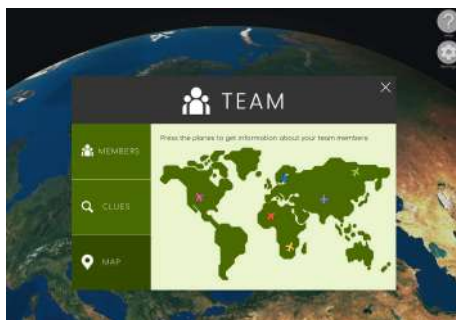 TEAM
Press the planes to get information about your team members.
MEMBERS
CLUES
MAP